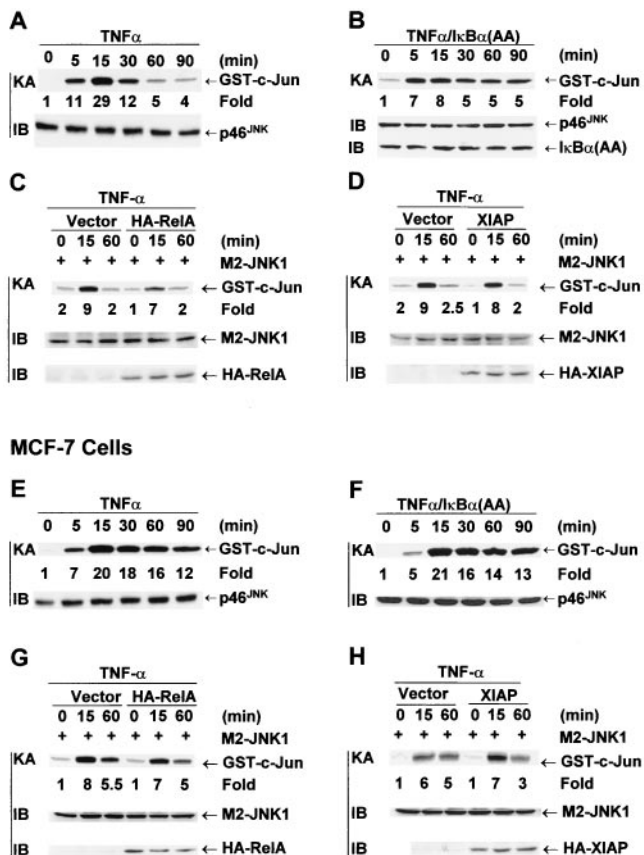 A
TNFα
0 5 15 30 60 90 (min)
KA ←GST-c-Jun
1 11 29 12 5 4 Fold
IB ←p46JNK
B
TNFα/IκBα(AA)
0 5 15 30 60 90 (min)
KA ←GST-c-Jun
1 7 8 5 5 5 Fold
IB ←p46JNK
IB ←IκBα(AA)
C
TNF-α
Vector HA-RelA
0 15 60 0 15 60 (min)
+ + + + + + M2-JNK1
KA ←GST-c-Jun
2 9 2 1 7 2 Fold
IB ←M2-JNK1
IB ←HA-RelA
D
TNF-α
Vector XIAP
0 15 60 0 15 60 (min)
+ + + + + + M2-JNK1
KA ←GST-c-Jun
2 9 2.5 1 8 2 Fold
IB ←M2-JNK1
IB ←HA-XIAP
MCF-7 Cells
E
TNFα
0 5 15 30 60 90 (min)
KA ←GST-c-Jun
1 7 20 18 16 12 Fold
IB ←p46JNK
F
TNFα/IκBα(AA)
0 5 15 30 60 90 (min)
KA ←GST-c-Jun
1 5 21 16 14 13 Fold
IB ←p46JNK
G
TNF-α
Vector HA-RelA
0 15 60 0 15 60 (min)
+ + + + + + M2-JNK1
KA ←GST-c-Jun
1 8 5.5 1 7 5 Fold
IB ←M2-JNK1
IB ←HA-RelA
H
TNF-α
Vector XIAP
0 15 60 0 15 60 (min)
+ + + + + + M2-JNK1
KA ←GST-c-Jun
1 6 5 1 7 3 Fold
IB ←M2-JNK1
IB ←HA-XIAP